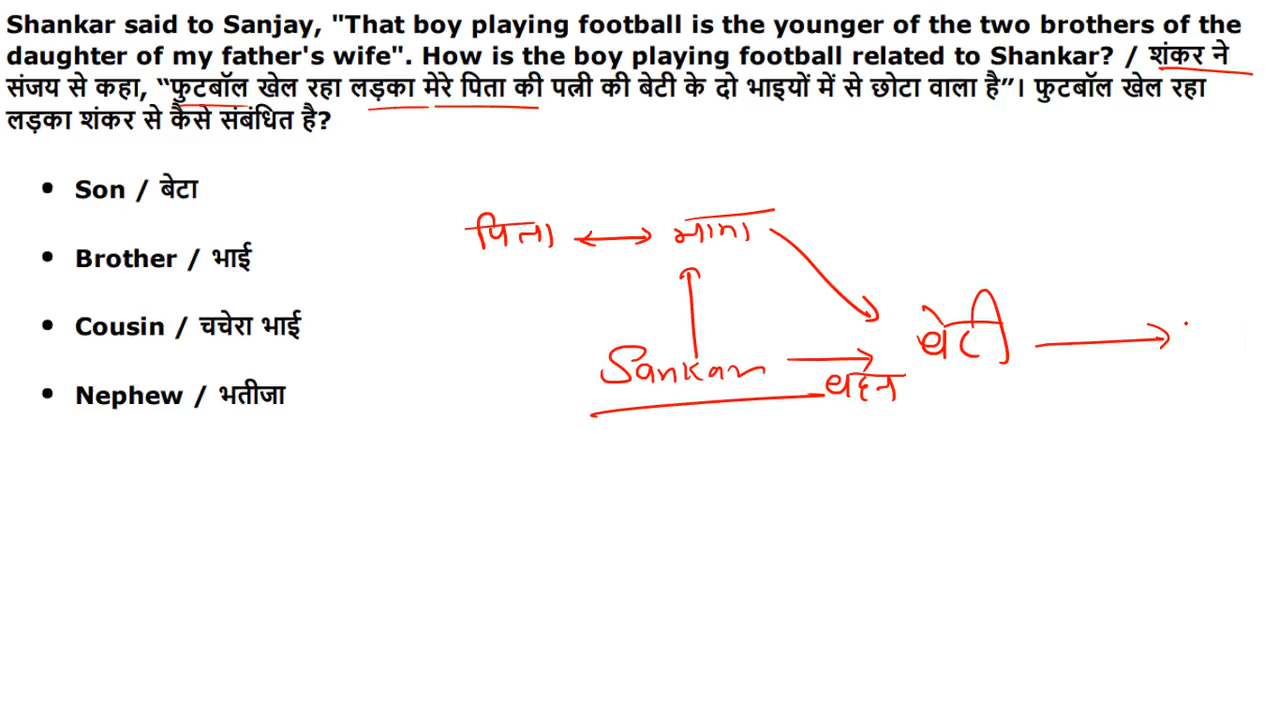 Shankar said to Sanjay, "That boy playing football is the younger of the two brothers of the
daughter of my father's wife". How is the boy playing football related to Shankar? / शंकर ने
संजय से कहा, “फुटबॉल खेल रहा लड़का मेरे पिता की पत्नी की बेटी के दो भाइयों में से छोटा वाला है”। फुटबॉल खेल रहा
लड़का शंकर से कैसे संबंधित है?
• Son / बेटा
पिता माता
• Brother / भाई
• Cousin / चचेरा भाई
बेटी
Sankar
बहन
• Nephew / भतीजा